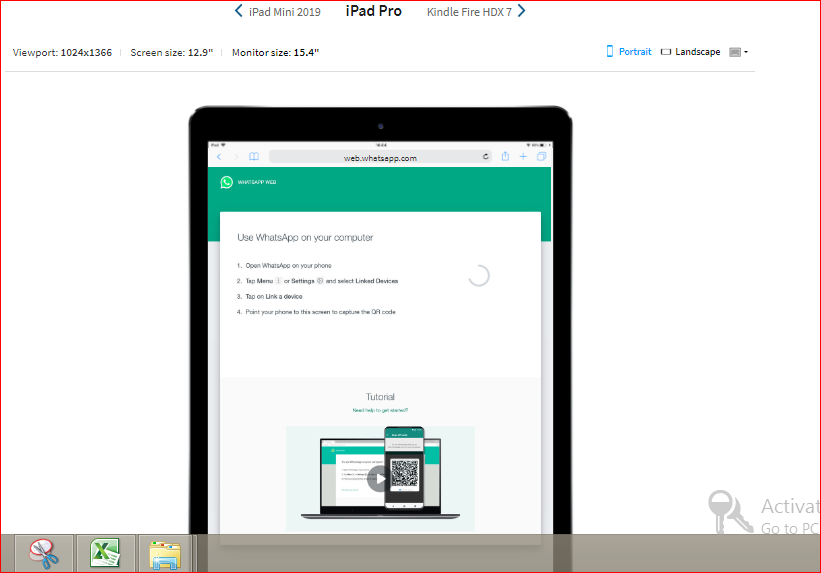 iPad Mini 2019 iPad Pro Kindle Fire HDX 7
Viewport: 1024x1366 Screen size: 12.9" Monitor size: 15.4" Portrait Landscape
iPad
web.whatsapp.com
WHATSAPP WEB
Use WhatsApp on your computer
1. Open WhatsApp on your phone
2. Tap Menu or Settings and select Linked Devices
3. Tap on Link a device
4. Point your phone to this screen to capture the QR code
Tutorial
Need help to get started?
Activat
Go to PC